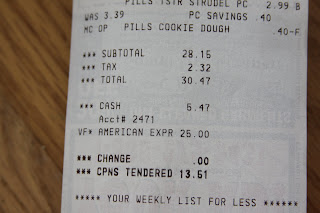 PILLS TSTR STRUDEL PC 2.99 B
WAS 3.39 PC SAVINGS .40
MC OP PILLS COOKIE DOUGH .40-F
*** SUBTOTAL 28.15
*** TAX 2.32
*** TOTAL 30.47
*** CASH 5.47
Acct# 2471
VF* AMERICAN EXPR 25.00
*** CHANGE .00
*** CPNS TENDERED 13.51
***** YOUR WEEKLY LIST FOR LESS ******